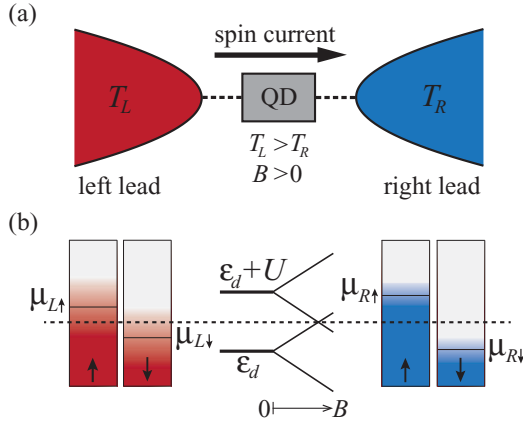 (a)
spin current
T_L
QD
T_R
T_L > T_R
B > 0
left lead
right lead
(b)
μ_L↑
ε_d+U
μ_R↑
μ_L↓
ε_d
μ_R↓
0
B